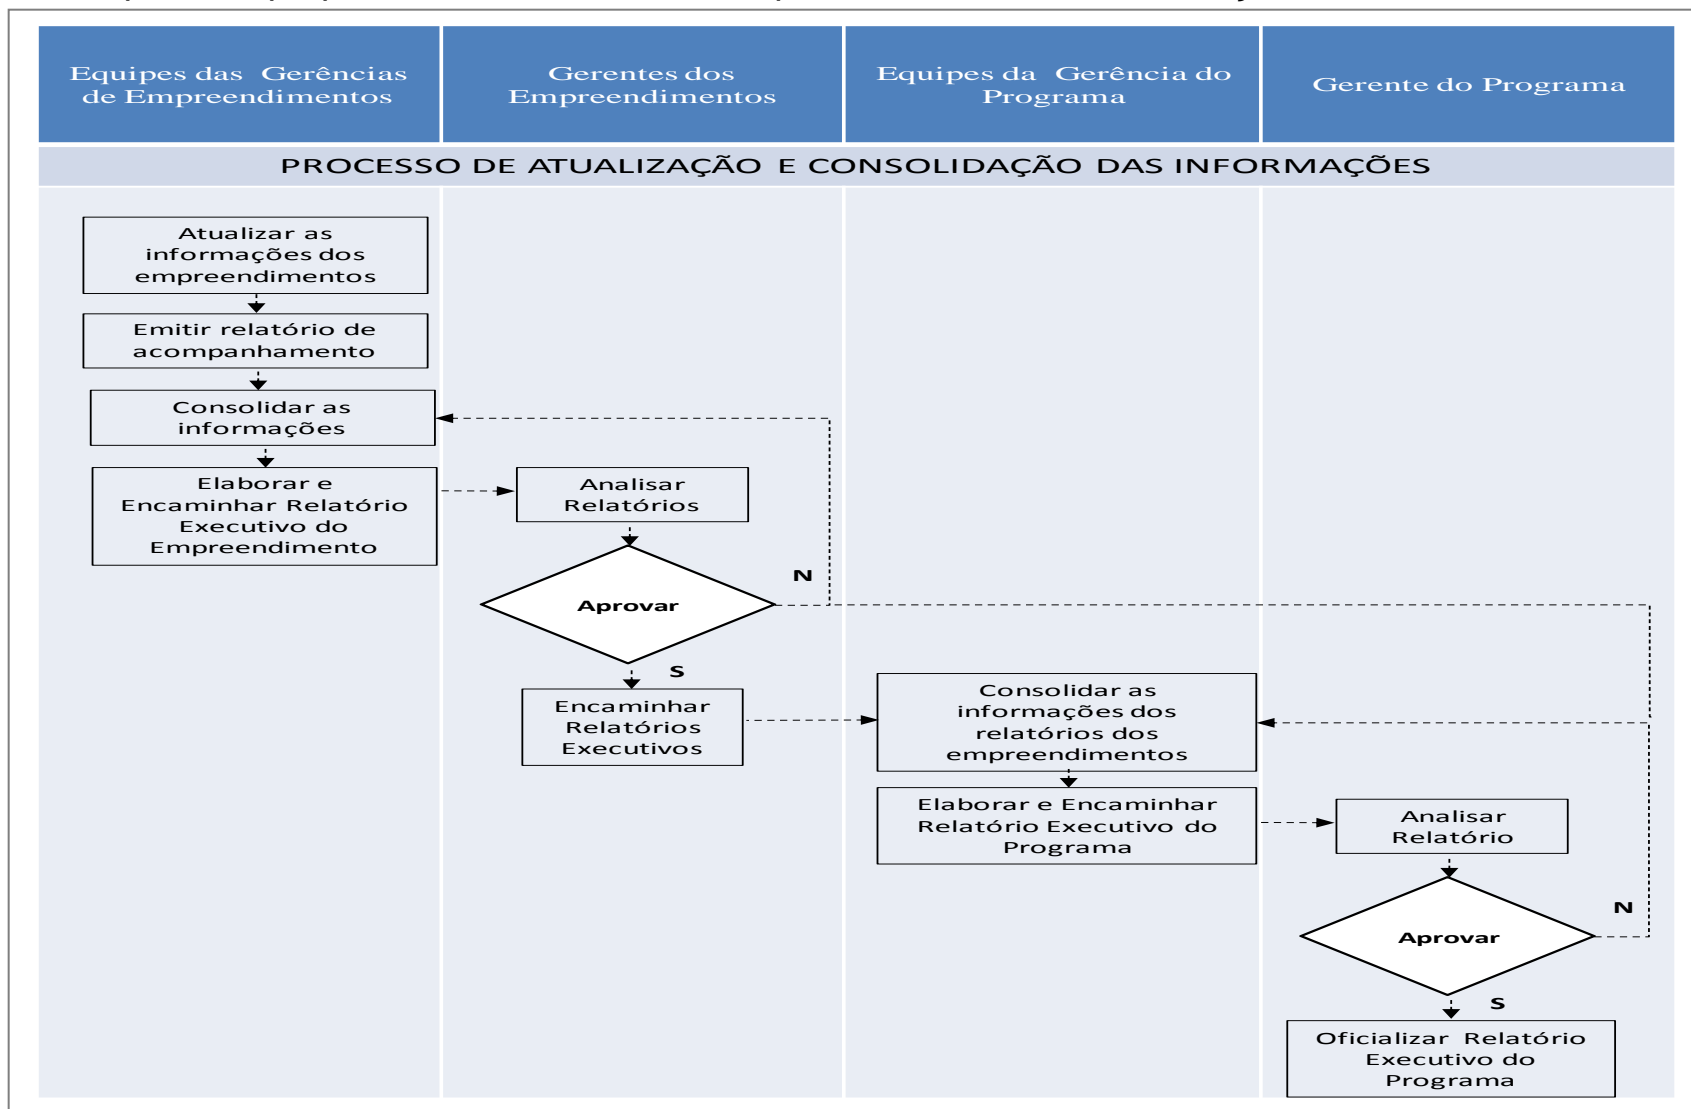 Equipes das Gerências
de Empreendimentos
Gerentes dos
Empreendimentos
Equipes da Gerência do
Programa
Gerente do Programa
PROCESSO DE ATUALIZAÇÃO E CONSOLIDAÇÃO DAS INFORMAÇÕES
Atualizar as
informações dos
empreendimentos
Emitir relatório de
acompanhamento
Consolidar as
informações
Elaborar e
Encaminhar Relatório
Executivo do
Empreendimento
Analisar
Relatórios
N
Aprovar
S
Encaminhar
Relatórios
Executivos
Consolidar as
informações dos
relatórios dos
empreendimentos
Elaborar e Encaminhar
Relatório Executivo do
Programa
Analisar
Relatório
N
Aprovar
S
Oficializar Relatório
Executivo do
Programa